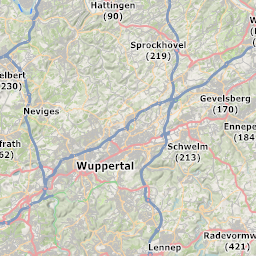 Hattingen
(90)
Sprockhövel
(219)
elbert
(230)
Gevelsberg
(170)
Neviges
Ennepe
(184
frath
62)
Schwelm
(213)
Wuppertal
Radevormw
(421)
Lennep